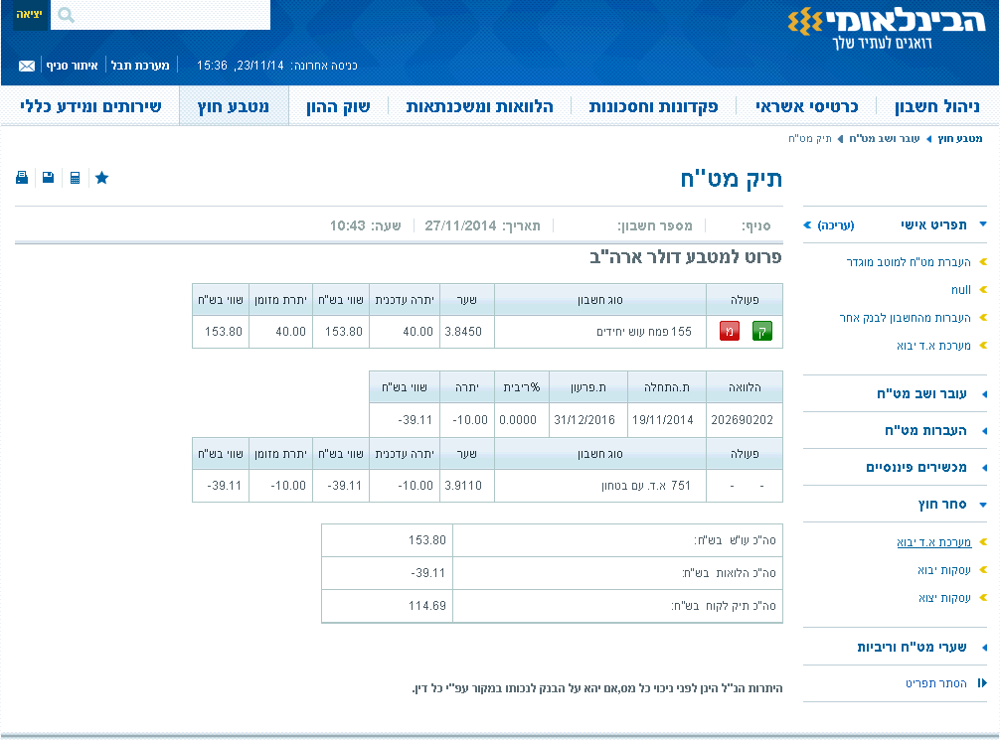 הבינלאומי
דואגים לעתיד שלך
יציאה
כניסה אחרונה: 23/11/14, 15:36 מערכת תבל איתור סניף
ניהול חשבון כרטיסי אשראי פקדונות וחסכונות הלוואות ומשכנתאות שוק ההון מטבע חוץ שירותים ומידע כללי
מטבע חוץ עובר ושב מט"ח תיק מט"ח
תיק מט"ח
סניף: מספר חשבון: תאריך: 27/11/2014 שעה: 10:43
פרוט למטבע דולר ארה"ב
פעולה סוג חשבון שער יתרה עדכנית שווי בש"ח יתרת מזומן שווי בש"ח
ק מ 155 פמח עוש יחידים 3.8450 40.00 153.80 40.00 153.80
הלוואה ת.התחלה ת.פרעון %ריבית יתרה שווי בש"ח
202690202 19/11/2014 31/12/2016 0.0000 -10.00 -39.11
פעולה סוג חשבון שער יתרה עדכנית שווי בש"ח יתרת מזומן שווי בש"ח
- - 751 א.ד. עם בטחון 3.9110 -10.00 -39.11 -10.00 -39.11
סה"כ עו"ש בש"ח: 153.80
סה"כ הלואות בש"ח: -39.11
סה"כ תיק לקוח בש"ח: 114.69
היתרות הנ"ל הינן לפני ניכוי כל מס,אם יהא על הבנק לנכותו במקור עפ"י כל דין.
תפריט אישי (עריכה)
העברת מט"ח למוטב מוגדר
null
העברות מהחשבון לבנק אחר
מערכת א.ד יבוא
עובר ושב מט"ח
העברות מט"ח
מכשירים פיננסיים
סחר חוץ
מערכת א.ד יבוא
עסקות יבוא
עסקות יצוא
שערי מט"ח וריביות
הסתר תפריט